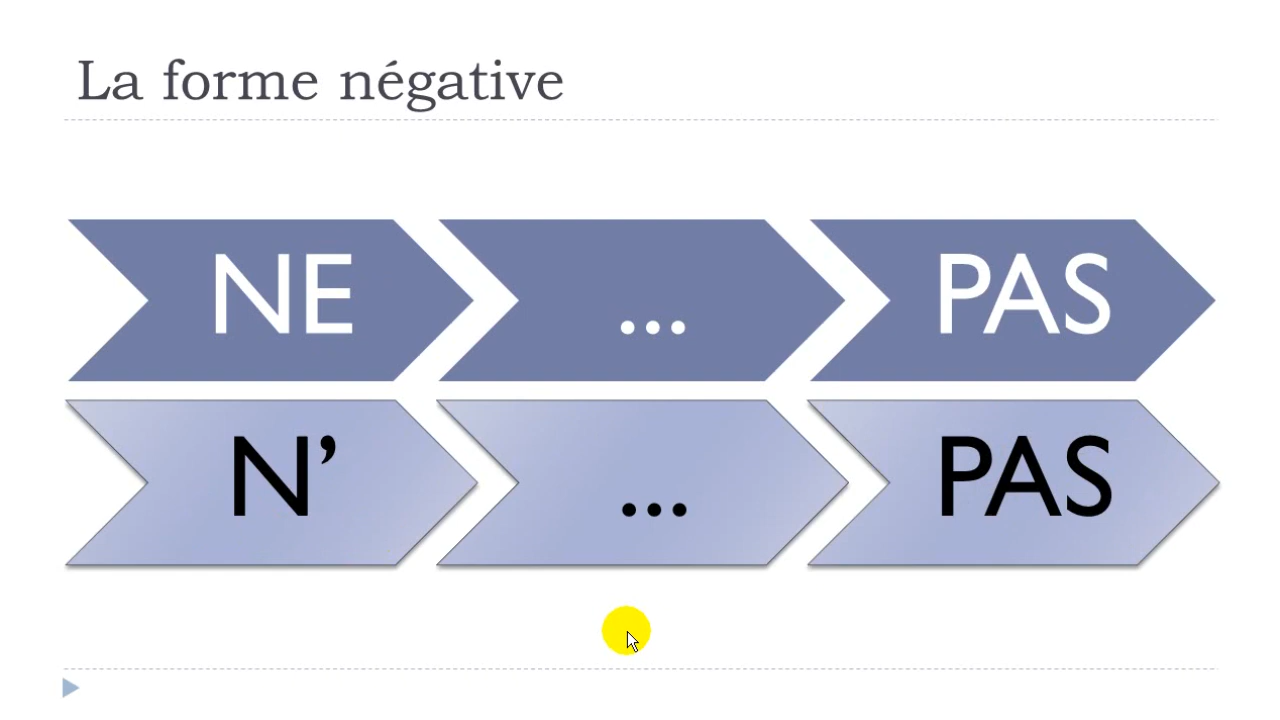 La forme négative
NE ... PAS
N’ ... PAS